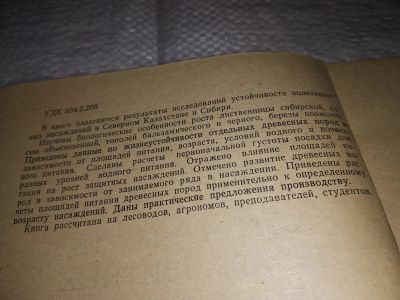 УДК 634.0.266
В книге излагаются результаты исследований устойчивости полезащит-
ных насаждений в Северном Казахстане и Сибири.
Изучены биологические особенности роста лиственницы сибирской, сос-
ны обыкновенной, тополей бальзамического и черного, березы повислой.
Приведены данные по жизнеустойчивости отдельных древесных пород в
зависимости от площадей питания, возраста, условий водного и почвен-
ного питания. Сделаны расчеты первоначальной густоты посадки для
разных уровней водного питания. Отражено влияние площадей пи-
тания на рост защитных насаждений. Отмечено развитие древесных по-
род в зависимости от занимаемого ряда в насаждении. Приведены рас-
четы площадей питания древесных пород применительно к определенному
возрасту насаждений. Даны практические предложения производству.
Книга рассчитана на лесоводов, агрономов, преподавателей, студентов.